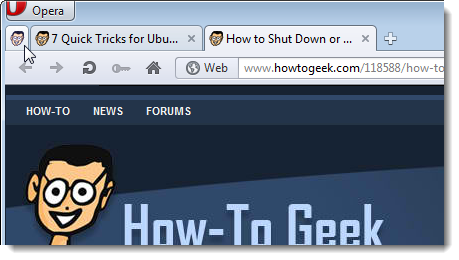 Opera
7 Quick Tricks for Ubu...
How to Shut Down or ...
Web www.howtogeek.com/118588/how-to
HOW-TO NEWS FORUMS
How-To Geek